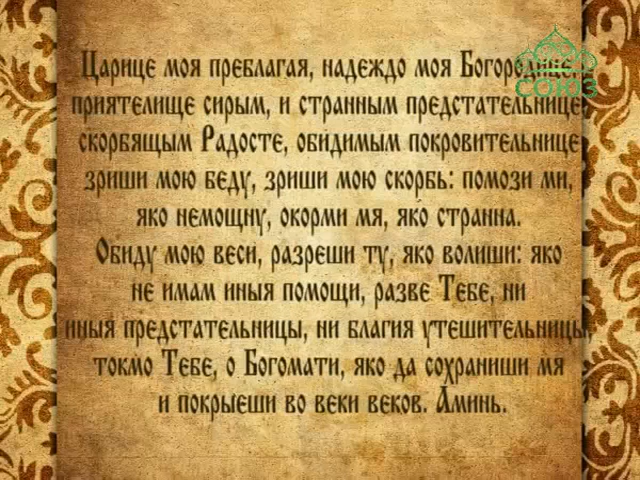 Царице моя преблагая, надеждо моя Богородице,
СОЮЗ
приятелище сирым, и странным предстательнице,
скорбящым Радосте, обидимым покровительнице
зриши мою беду, зриши мою скорбь: помози ми,
яко немощну, окорми мя, яко странна.
Обиду мою веси, разреши ту, яко волиши: яко
не имам иныя помощи, разве Тебе, ни
иныя предстательницы, ни благия утешительницы,
токмо Тебе, о Богомати, яко да сохраниши мя
и покрыеши во веки веков. Аминь.